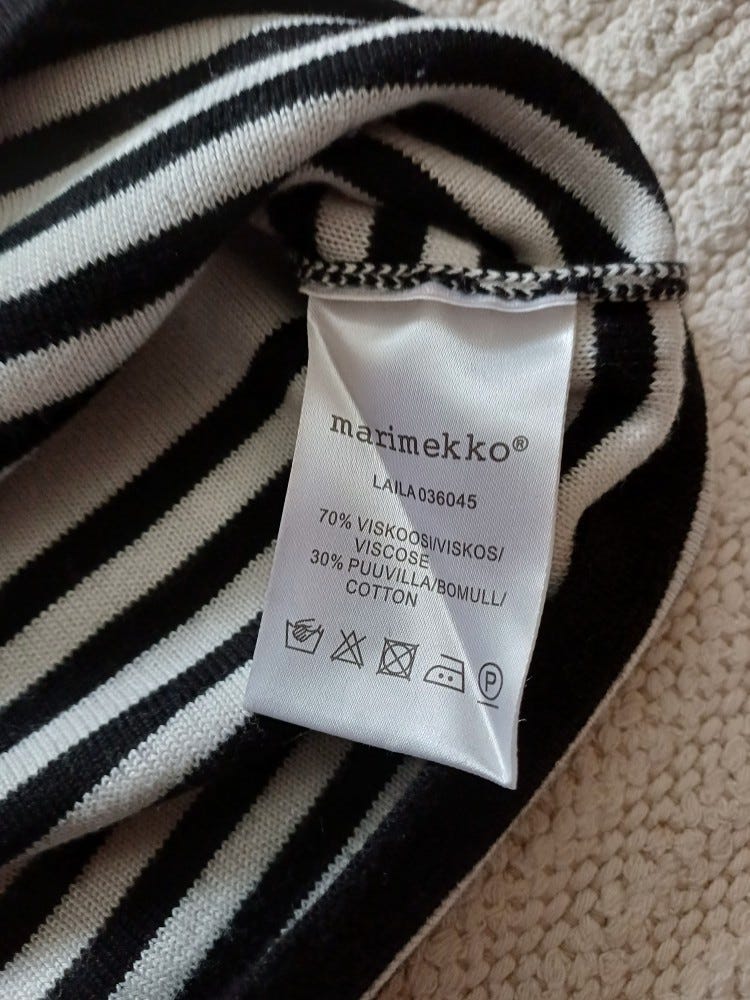 marimekko®
LAILA 036045
70% VISKOOSI/VISKOS/
VISCOSE
30% PUUVILLA/BOMULL/
COTTON
P